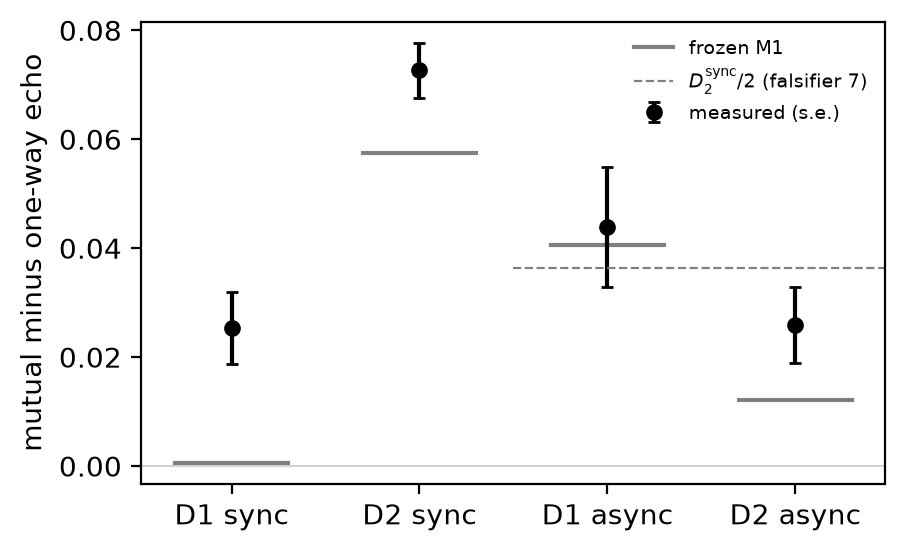 mutual minus one-way echo
0.08
0.06
0.04
0.02
0.00
D1 sync
D2 sync
D1 async
D2 async
frozen M1
D₂ˢʸⁿᶜ/2 (falsifier 7)
measured (s.e.)